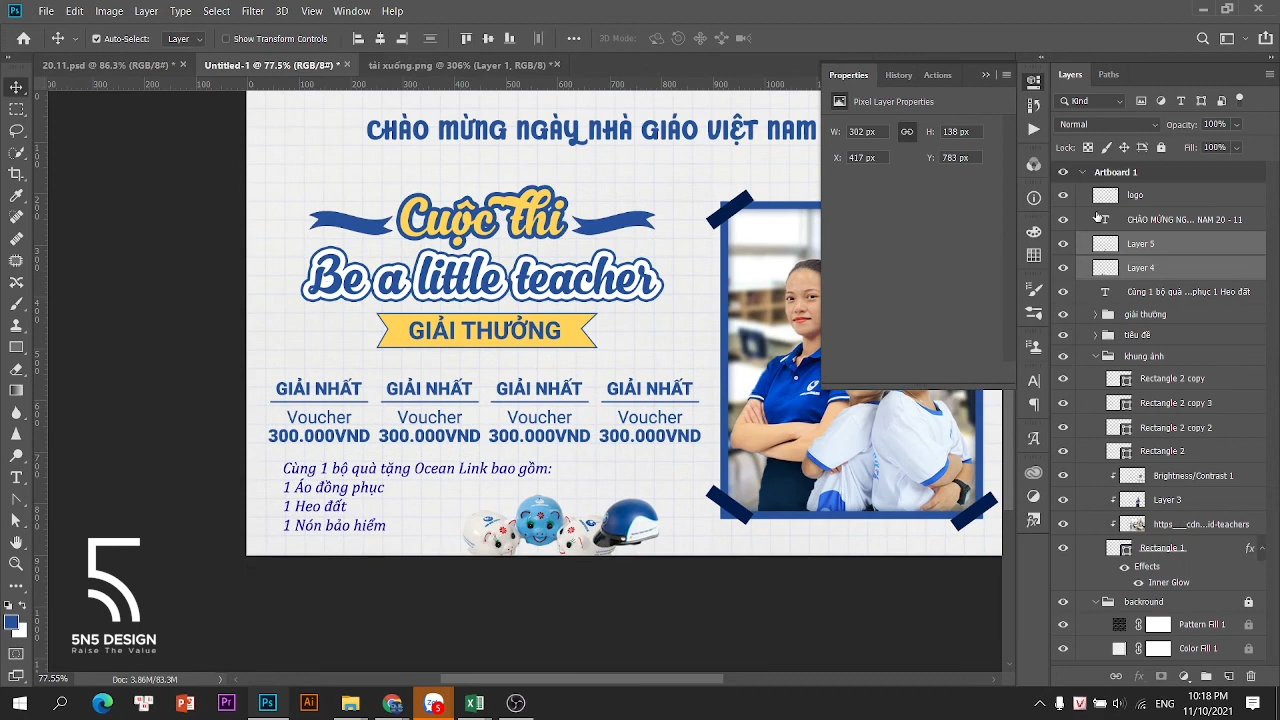 File Edit Image Layer Type Select Filter 3D View Window Help
Auto-Select: Layer Show Transform Controls 3D Mode:
20.11.psd @ 86.3% (RGB/8#) * Untitled-1 @ 77.5% (RGB/8#) * tải xuống.png @ 306% (Layer 1, RGB/8) *
CHÀO MỪNG NGÀY NHÀ GIÁO VIỆT NAM
Cuộc thi
Be a little teacher
GIẢI THƯỞNG
GIẢI NHẤT GIẢI NHẤT GIẢI NHẤT GIẢI NHẤT
Voucher Voucher Voucher Voucher
300.000VND 300.000VND 300.000VND 300.000VND
Cùng 1 bộ quà tặng Ocean Link bao gồm:
1 Áo đồng phục
1 Heo đất
1 Nón bảo hiểm
5N5 DESIGN
Raise The Value
Properties History Actions
Pixel Layer Properties
W: 302 px H: 138 px
X: 417 px Y: 783 px
Layers Paths
Kind
Normal Opacity: 100%
Lock: Fill: 100%
Artboard 1
logo
CHÀO MỪNG NG... NAM 20 - 11
Layer 5
Layer 4
Cùng 1 bộ quà ...phục 1 Heo đất
giải thưởng
tiêu đề
khung ảnh
Rectangle 2 copy
Rectangle 2 copy 3
Rectangle 2 copy 2
Rectangle 2
Brightness/Contrast 1
Layer 3
https___cdn.c...id-teachers
Rectangle 1 fx
Effects
Inner Glow
backround
Pattern Fill 1
Color Fill 1
77.65% Doc: 3.86M/83.3M
10:18 PM
11/10/2021